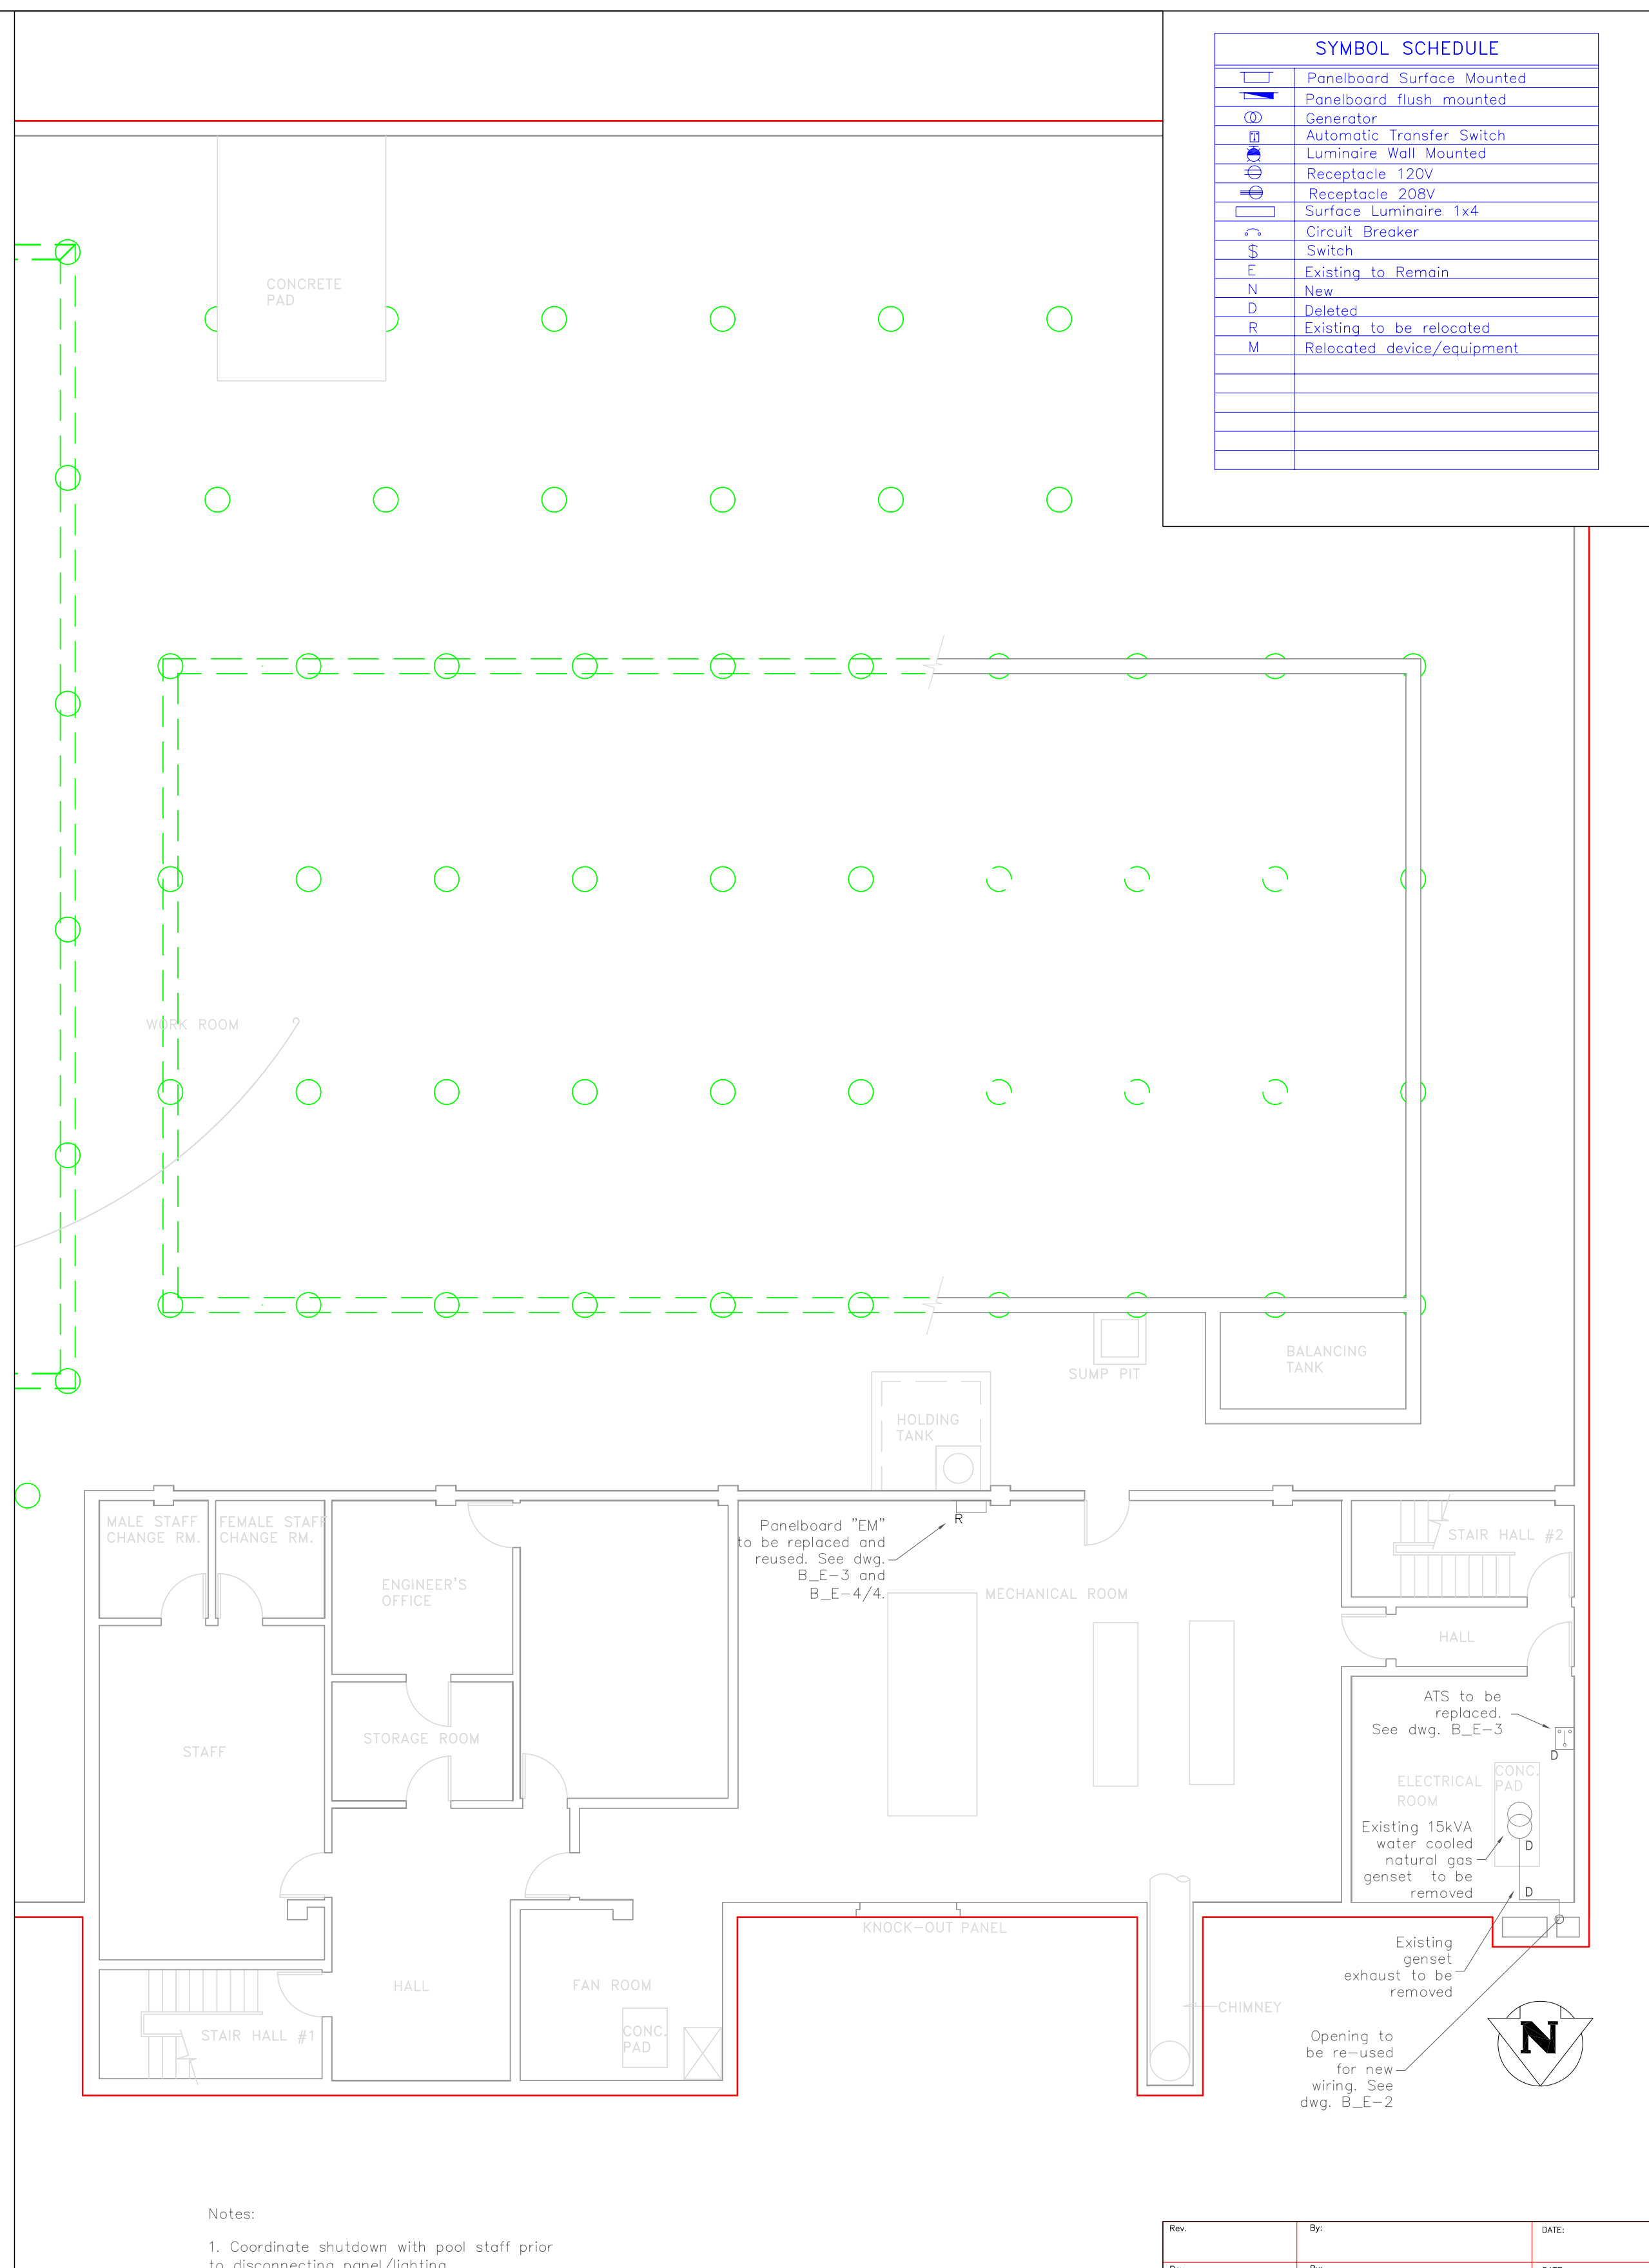 SYMBOL SCHEDULE
Panelboard Surface Mounted
Panelboard flush mounted
Generator
Automatic Transfer Switch
Luminaire Wall Mounted
Receptacle 120V
Receptacle 208V
Surface Luminaire 1x4
Circuit Breaker
$ Switch
E Existing to Remain
N New
D Deleted
R Existing to be relocated
M Relocated device/equipment
CONCRETE
PAD
WORK ROOM
BALANCING
TANK
SUMP PIT
HOLDING
TANK
MALE STAFF
CHANGE RM.
FEMALE STAFF
CHANGE RM.
ENGINEER'S
OFFICE
Panelboard "EM"
to be replaced and
reused. See dwg.
B_E-3 and
B_E-4/4.
R
MECHANICAL ROOM
STAIR HALL #2
HALL
STAFF
STORAGE ROOM
ATS to be
replaced.
See dwg. B_E-3
D
CONC.
PAD
ELECTRICAL
ROOM
Existing 15kVA
water cooled
natural gas
genset to be
removed
D
D
KNOCK-OUT PANEL
Existing
genset
exhaust to be
removed
HALL
FAN ROOM
CONC.
PAD
STAIR HALL #1
CHIMNEY
Opening to
be re-used
for new
wiring. See
dwg. B_E-2
N
Notes:
1. Coordinate shutdown with pool staff prior
to disconnecting panel/lighting
Rev. By: DATE: